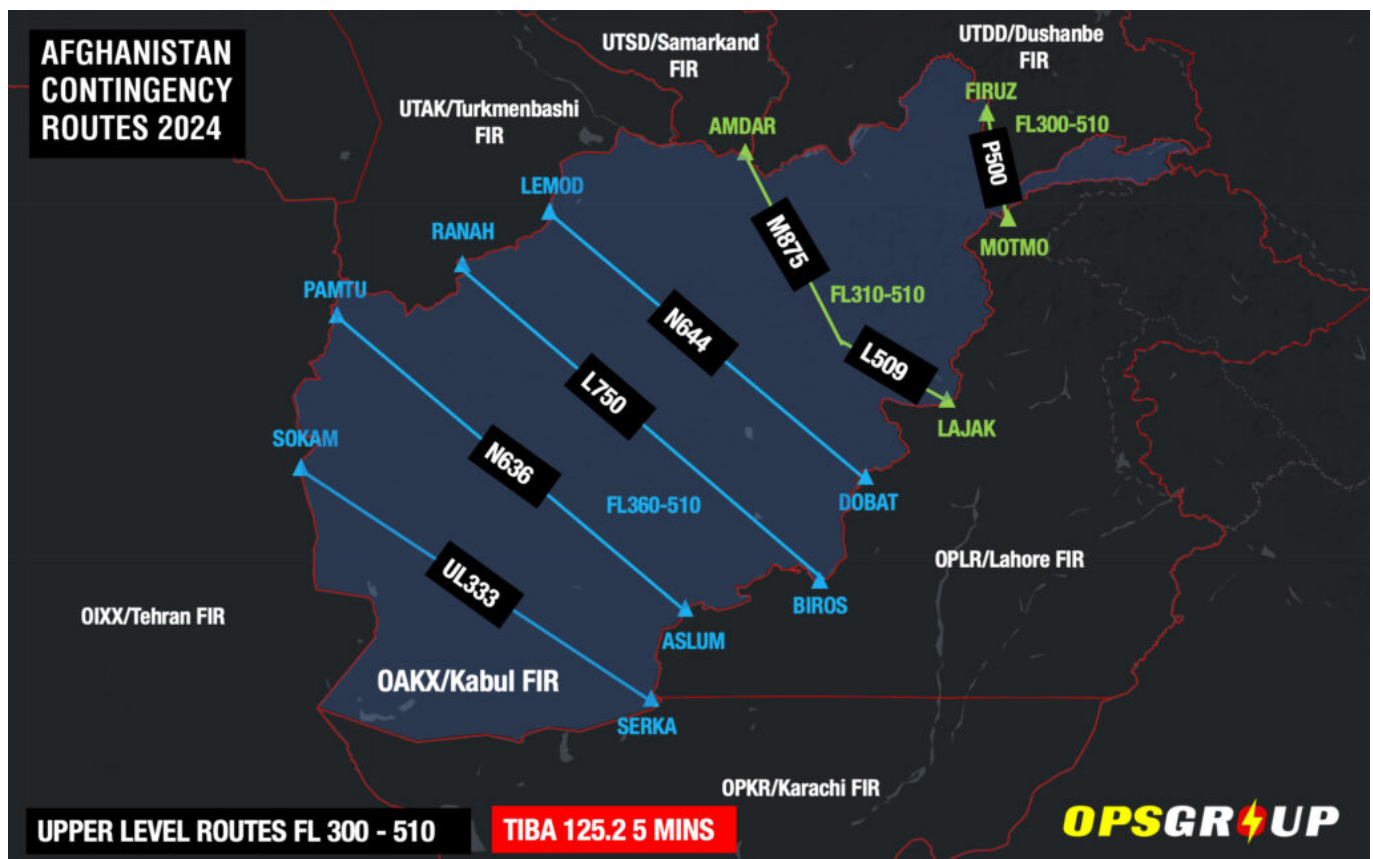 AFGHANISTAN
CONTINGENCY
ROUTES 2024
UTSD/Samarkand
FIR
UTDD/Dushanbe
FIR
UTAK/Turkmenbashi
FIR
FIRUZ
FL300-510
AMDAR
P500
LEMOD
MOTMO
RANAH
M875
PAMTU
FL310-510
N644
L509
L750
LAJAK
SOKAM
N636
FL360-510
DOBAT
OPLR/Lahore FIR
UL333
BIROS
OIXX/Tehran FIR
ASLUM
OAKX/Kabul FIR
SERKA
OPKR/Karachi FIR
UPPER LEVEL ROUTES FL 300 - 510
TIBA 125.2 5 MINS
OPSGROUP